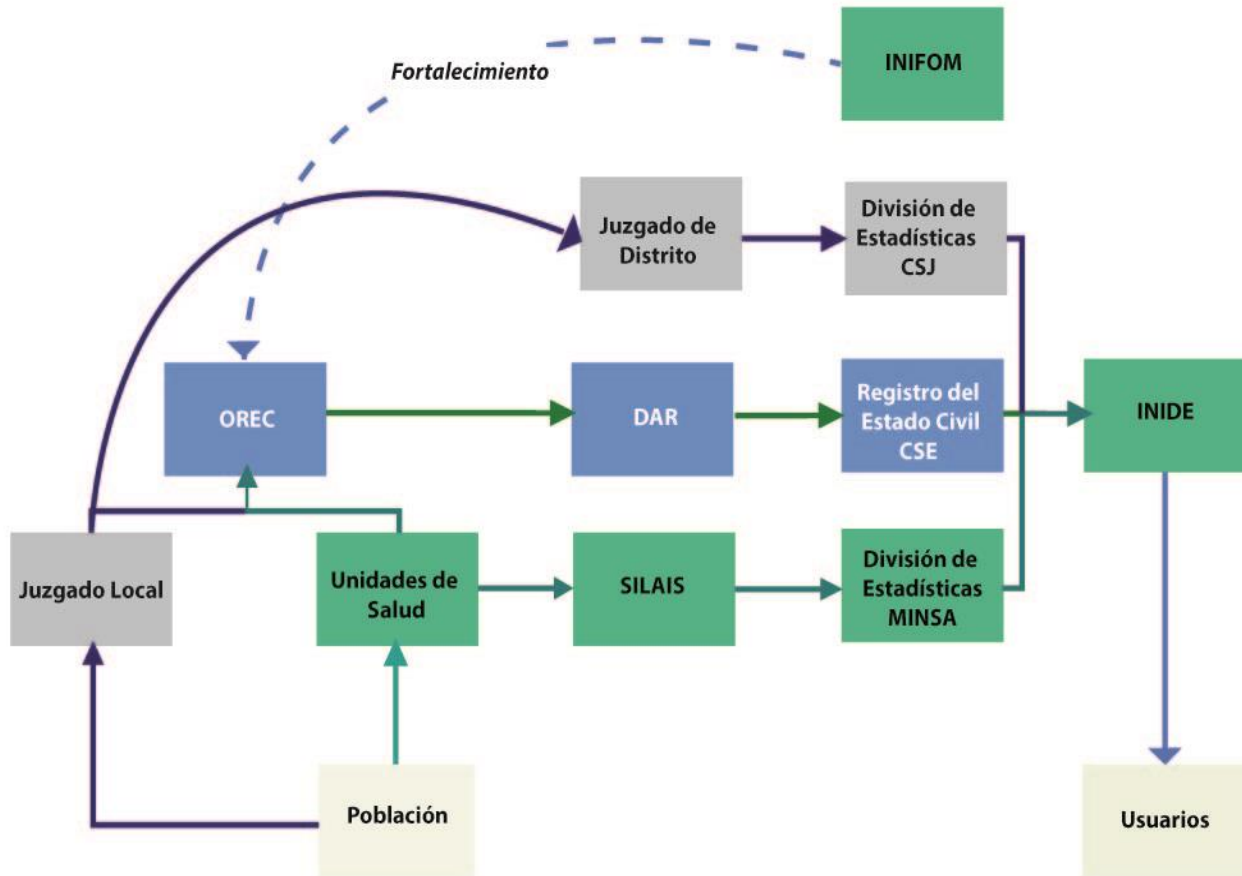 INIFOM
Fortalecimiento
Juzgado de
Distrito
División de
Estadísticas
CSJ
OREC
DAR
Registro del
Estado Civil
CSE
INIDE
Juzgado Local
Unidades de
Salud
SILAIS
División de
Estadísticas
MINSA
Población
Usuarios